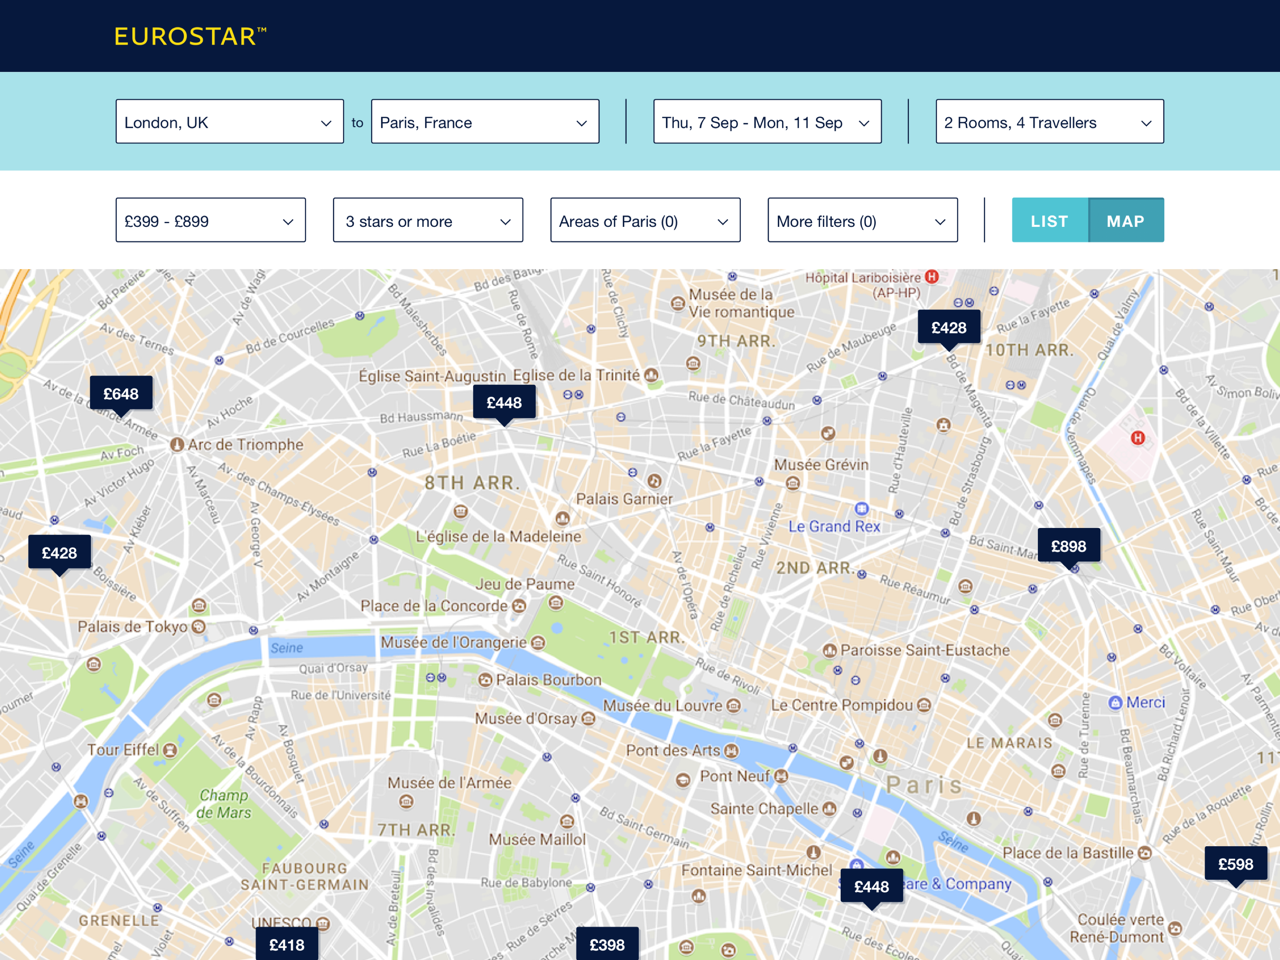 EUROSTAR™
London, UK
to
Paris, France
Thu, 7 Sep - Mon, 11 Sep
2 Rooms, 4 Travellers
£399 - £899
3 stars or more
Areas of Paris (0)
More filters (0)
LIST
MAP
Bd Pereire
Av des Ternes
Bd de Courcelles
Bd Malesherbes
Rue de Rome
Rue de Clichy
Musée de la
Vie romantique
9TH ARR.
Hôpital Lariboisière
(AP-HP)
£428
Rue de Maubeuge
Rue la Fayette
10TH ARR.
Quai de Valmy
£648
Av de la Grande Armée
Av Hoche
Église Saint-Augustin
Eglise de la Trinité
£448
Bd Haussmann
Rue de Châteaudun
Bd de Magenta
Quai de Jemmapes
Bd de la Villette
Arc de Triomphe
Av Foch
Rue La Boétie
Rue la Fayette
Rue d'Hauteville
Bd de Strasbourg
Av Victor Hugo
Av Marceau
Av des Champs-Élysées
8TH ARR.
Palais Garnier
Musée Grévin
Av Kléber
Av George V
L'église de la Madeleine
Le Grand Rex
Rue Saint-Maur
£428
Boissière
Av Montaigne
Rue Saint Honoré
Av de l'Opéra
Rue de Richelieu
Rue Vivienne
2ND ARR.
£898
Jeu de Paume
Place de la Concorde
Rue Réaumur
Palais de Tokyo
Seine
Musée de l'Orangerie
1ST ARR.
Paroisse Saint-Eustache
Quai d'Orsay
Palais Bourbon
Rue de Rivoli
Bd Voltaire
Rue de l'Université
Musée du Louvre
Le Centre Pompidou
Merci
Av Rapp
Av Bosquet
Musée d'Orsay
Rue de Turenne
Bd Richard Lenoir
Tour Eiffel
Av de la Bourdonnais
Pont des Arts
LE MARAIS
Bd Beaumarchais
Av de Suffren
Champ
de Mars
Musée de l'Armée
Pont Neuf
Paris
Sainte Chapelle
Rue de la Roquette
7TH ARR.
Musée Maillol
Bd Saint-Germain
Seine
Seine
Quai de Grenelle
FAUBOURG
SAINT-GERMAIN
Bd des Invalides
Rue de Babylone
Fontaine Saint-Michel
Place de la Bastille
£598
£448
eare & Company
GRENELLE
UNESCO
Av de Breteuil
Rue de Sèvres
Coulée verte
René-Dumont
£418
£398
Rue des Écoles